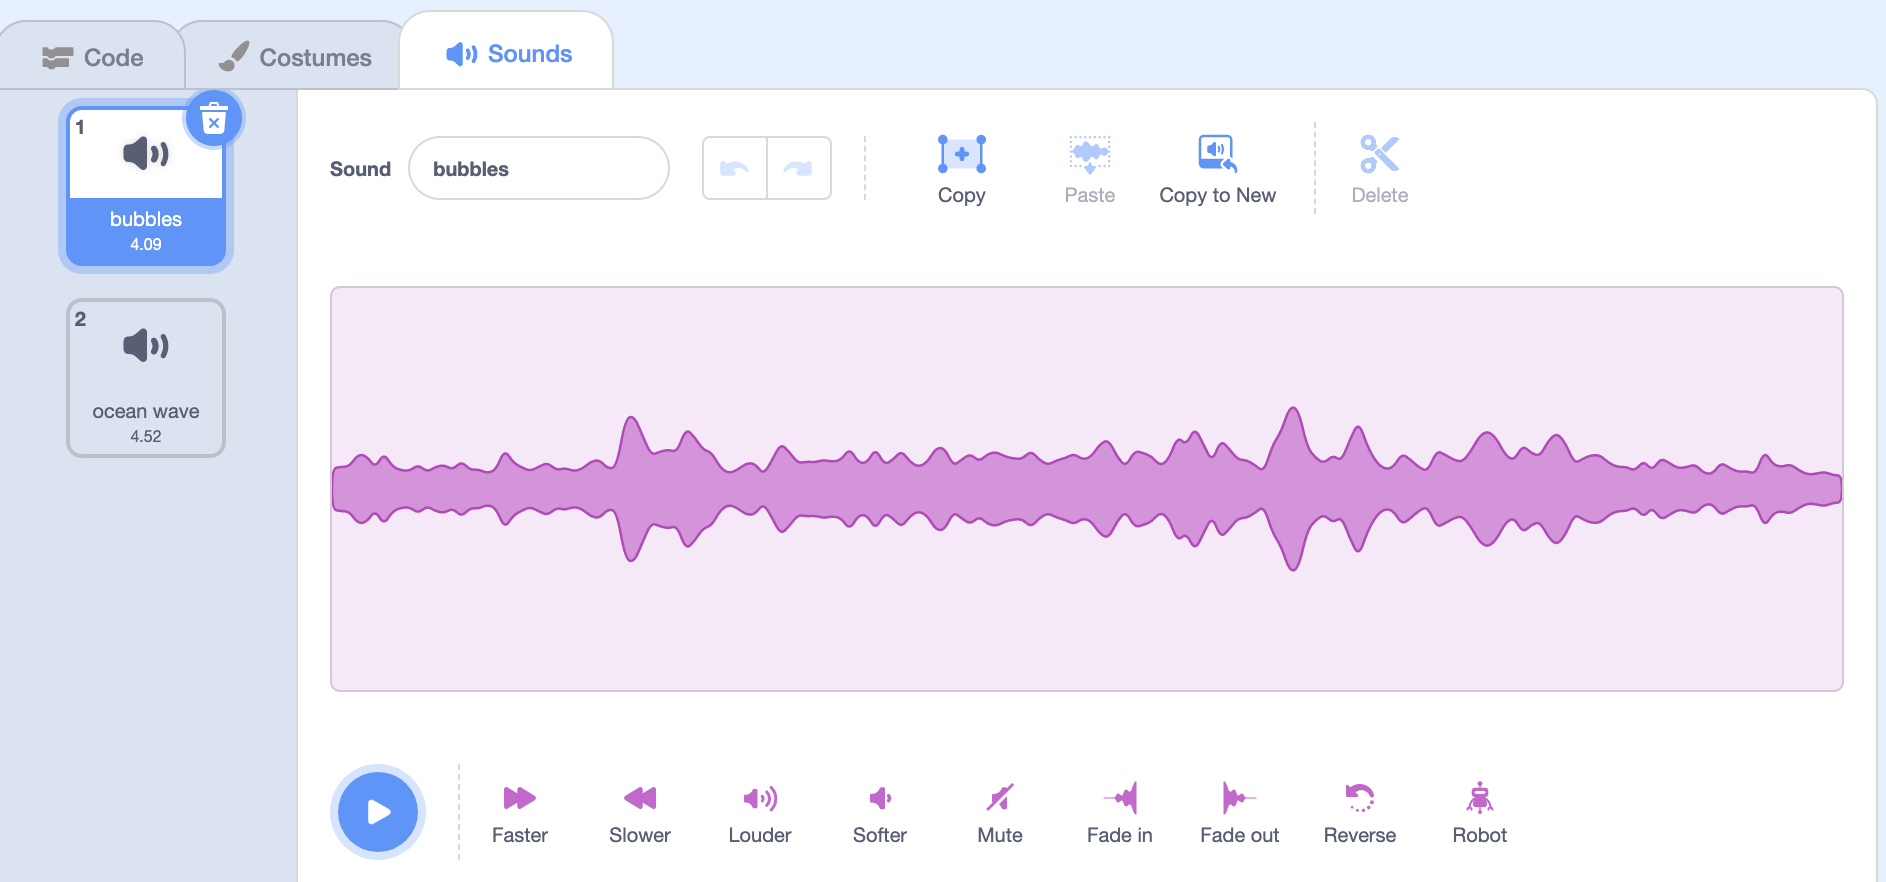 Code Costumes Sounds
1
bubbles
4.09
2
ocean wave
4.52
Sound bubbles
Copy Paste Copy to New Delete
Faster Slower Louder Softer Mute Fade in Fade out Reverse Robot